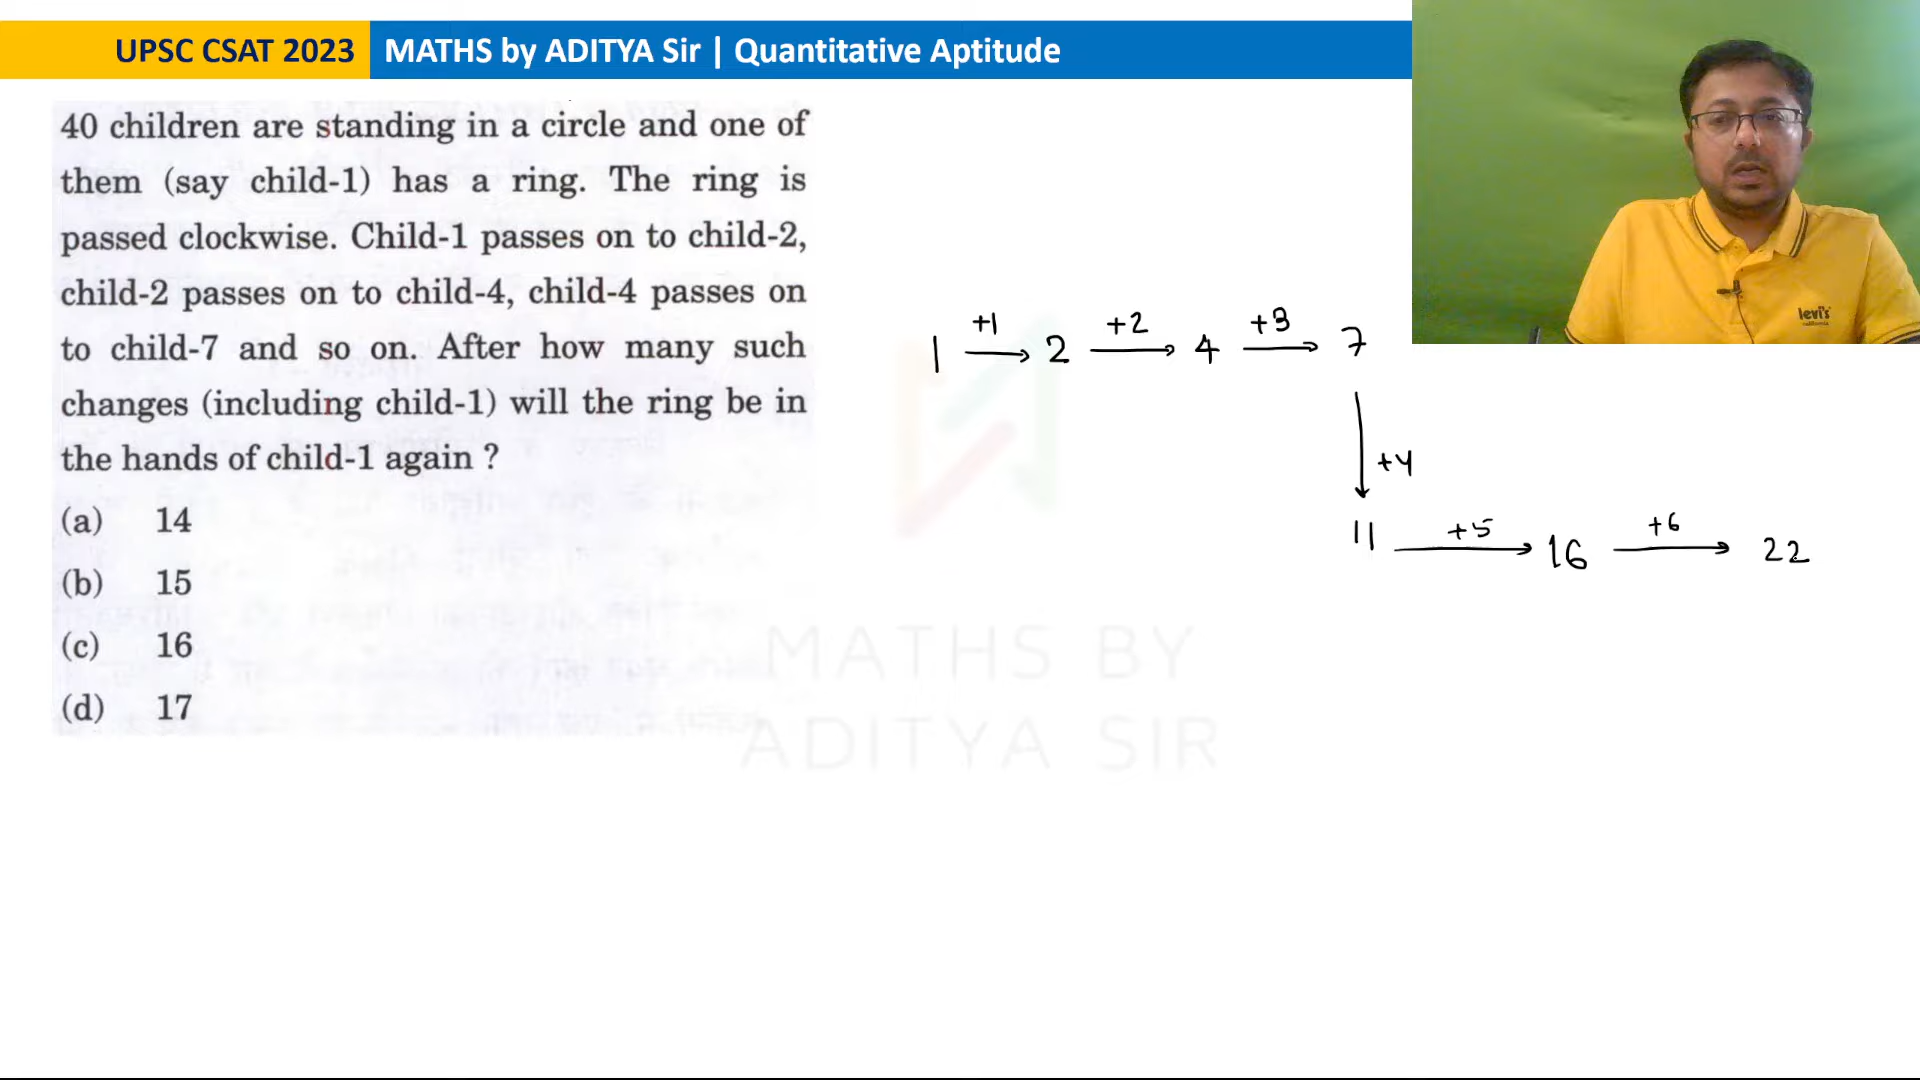 UPSC CSAT 2023 MATHS by ADITYA Sir | Quantitative Aptitude
40 children are standing in a circle and one of
them (say child-1) has a ring. The ring is
passed clockwise. Child-1 passes on to child-2,
child-2 passes on to child-4, child-4 passes on
to child-7 and so on. After how many such
changes (including child-1) will the ring be in
the hands of child-1 again ?
(a) 14
(b) 15
(c) 16
(d) 17
+1 +2 +3
1 2 4 7
+4
+5 +6
11 16 22
MATHS BY
ADITYA SIR
levi's